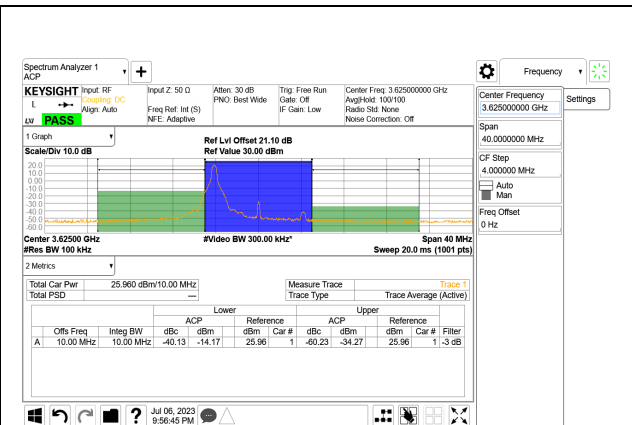 Spectrum Analyzer 1
ACP
Frequency
KEYSIGHT Input: RF Input Z: 50 Ω Atten: 30 dB Trig: Free Run Center Freq: 3.625000000 GHz
Coupling: DC PNO: Best Wide Gate: Off Avg|Hold: 100/100
L Align: Auto Freq Ref: Int (S) IF Gain: Low Radio Std: None
LXI PASS NFE: Adaptive Noise Correction: Off
Center Frequency
3.625000000 GHz
Settings
Span
40.0000000 MHz
CF Step
4.000000 MHz
Auto
Man
Freq Offset
0 Hz
1 Graph
Ref Lvl Offset 21.10 dB
Scale/Div 10.0 dB Ref Value 30.00 dBm
20.0
10.0
0.00
-10.0
-20.0
-30.0
-40.0
-50.0
-60.0
Center 3.62500 GHz #Video BW 300.00 kHz* Span 40 MHz
#Res BW 100 kHz Sweep 20.0 ms (1001 pts)
2 Metrics
Total Car Pwr 25.960 dBm/10.00 MHz Measure Trace Trace 1
Total PSD --- Trace Type Trace Average (Active)
Lower Upper
ACP Reference ACP Reference
Offs Freq Integ BW dBc dBm dBm Car # dBc dBm dBm Car # Filter
A 10.00 MHz 10.00 MHz -40.13 -14.17 25.96 1 -60.23 -34.27 25.96 1 -3 dB
Jul 06, 2023
9:56:45 PM